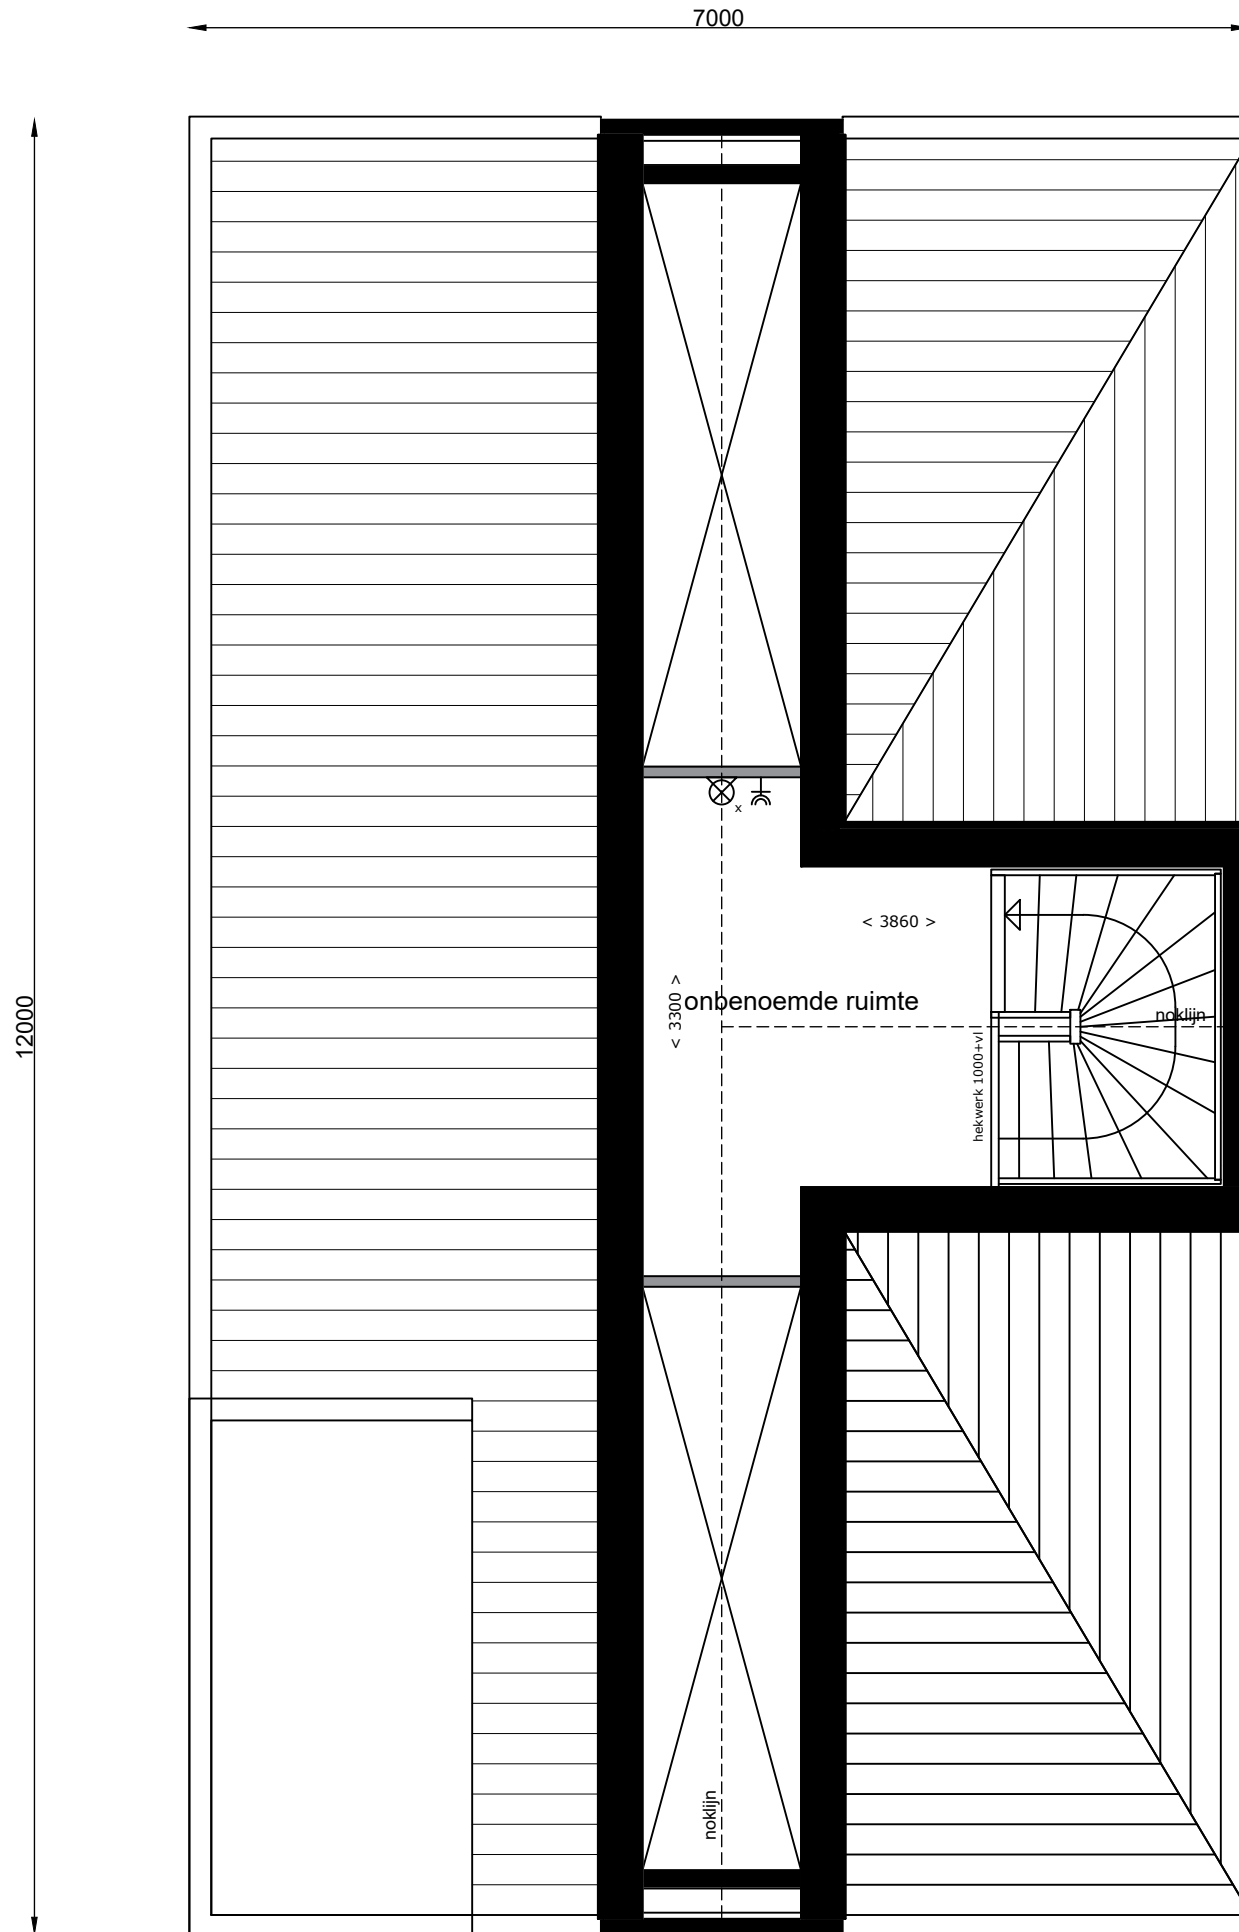 7000
x
< 3860 >
< 3300 >
onbenoemde ruimte
noklijn
12000
hekwerk 1000+vl
noklijn